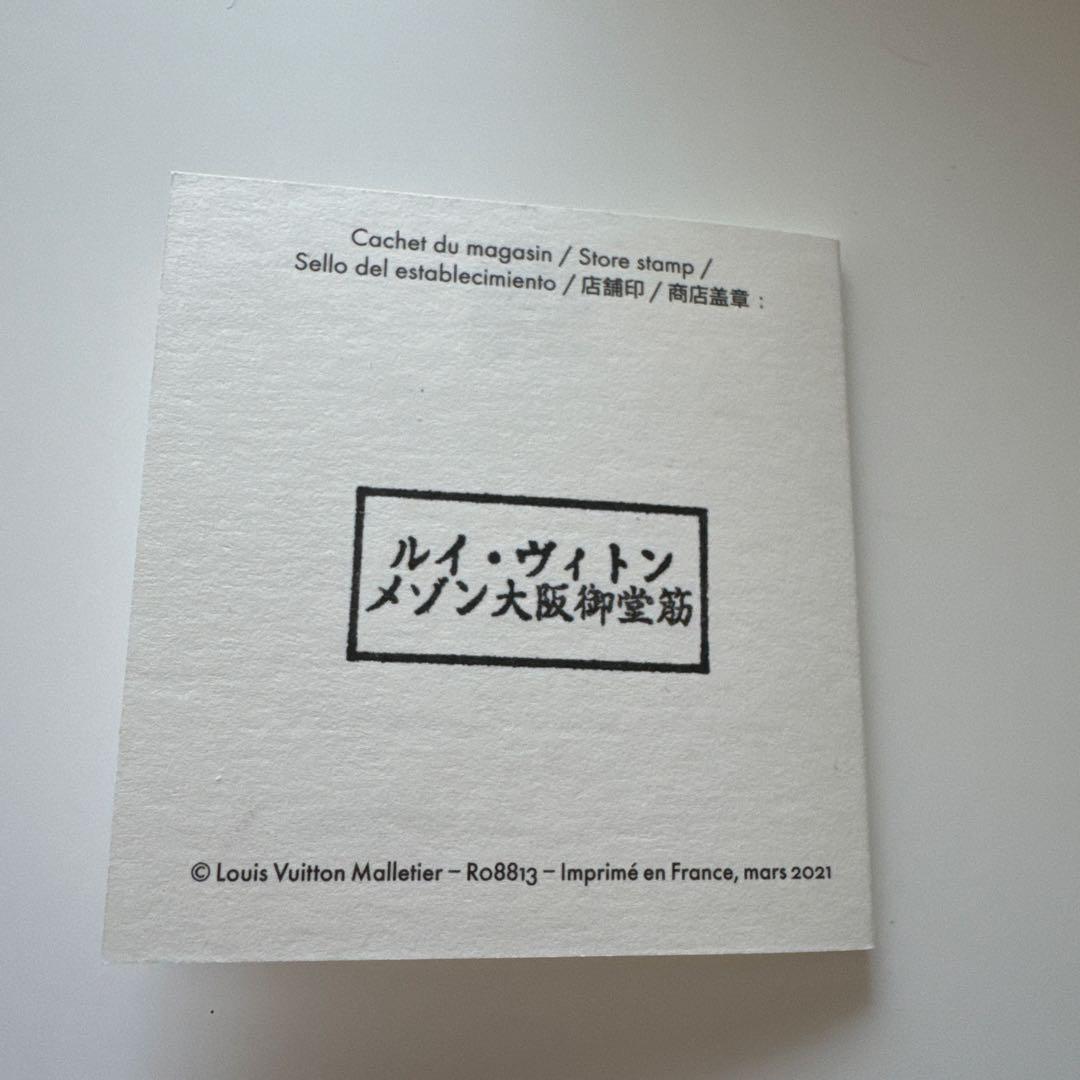 Cachet du magasin / Store stamp /
Sello del establecimiento / 店舗印 / 商店盖章 :
ルイ・ヴィトン
メゾン大阪御堂筋
© Louis Vuitton Malletier – R08813 – Imprimé en France, mars 2021